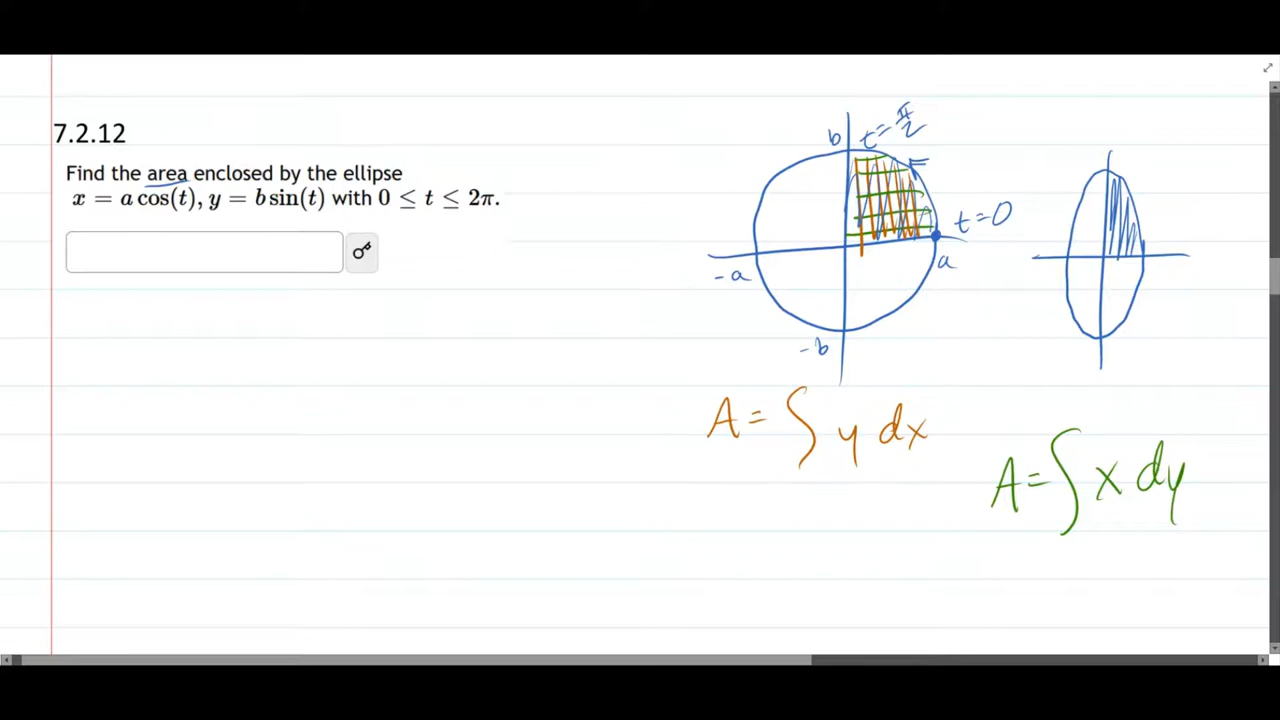 7.2.12
Find the area enclosed by the ellipse
x = a cos(t), y = b sin(t) with 0 ≤ t ≤ 2π.
b
t = π/2
t = 0
-a
a
-b
A = ∫ y dx
A = ∫ x dy